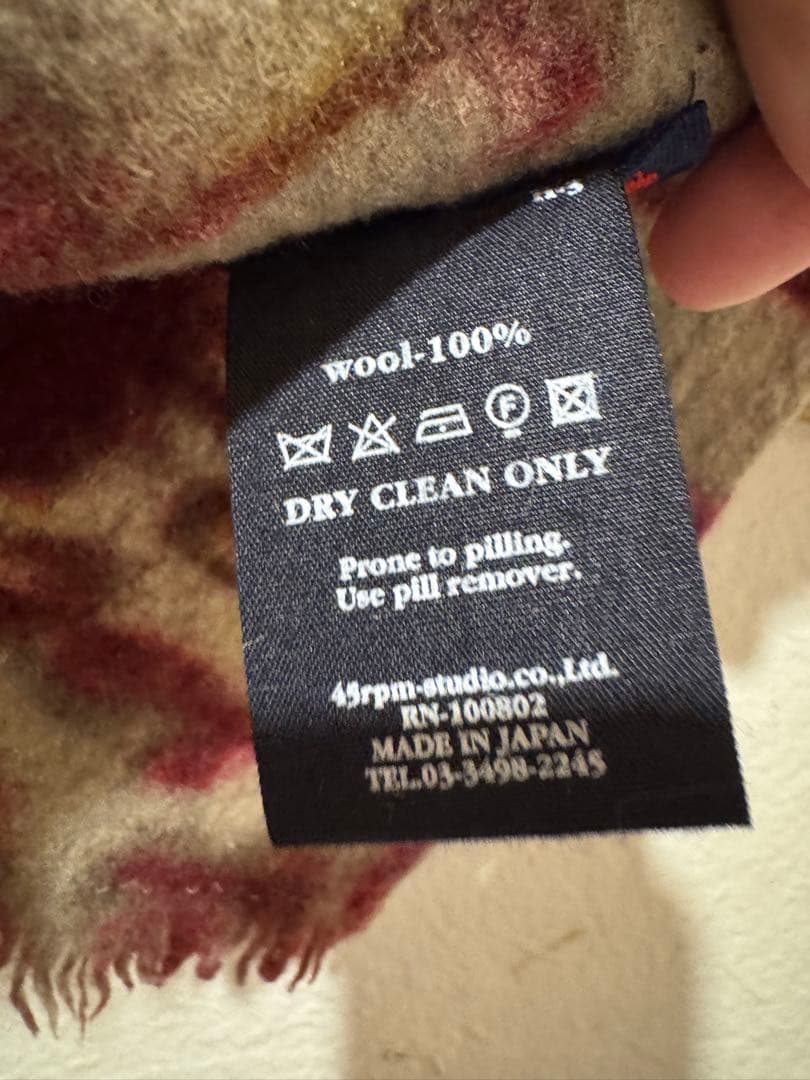 wool-100%
F
DRY CLEAN ONLY
Prone to pilling.
Use pill remover.
45rpm-studio.co.,Ltd.
RN-100802
MADE IN JAPAN
TEL.03-3498-2245